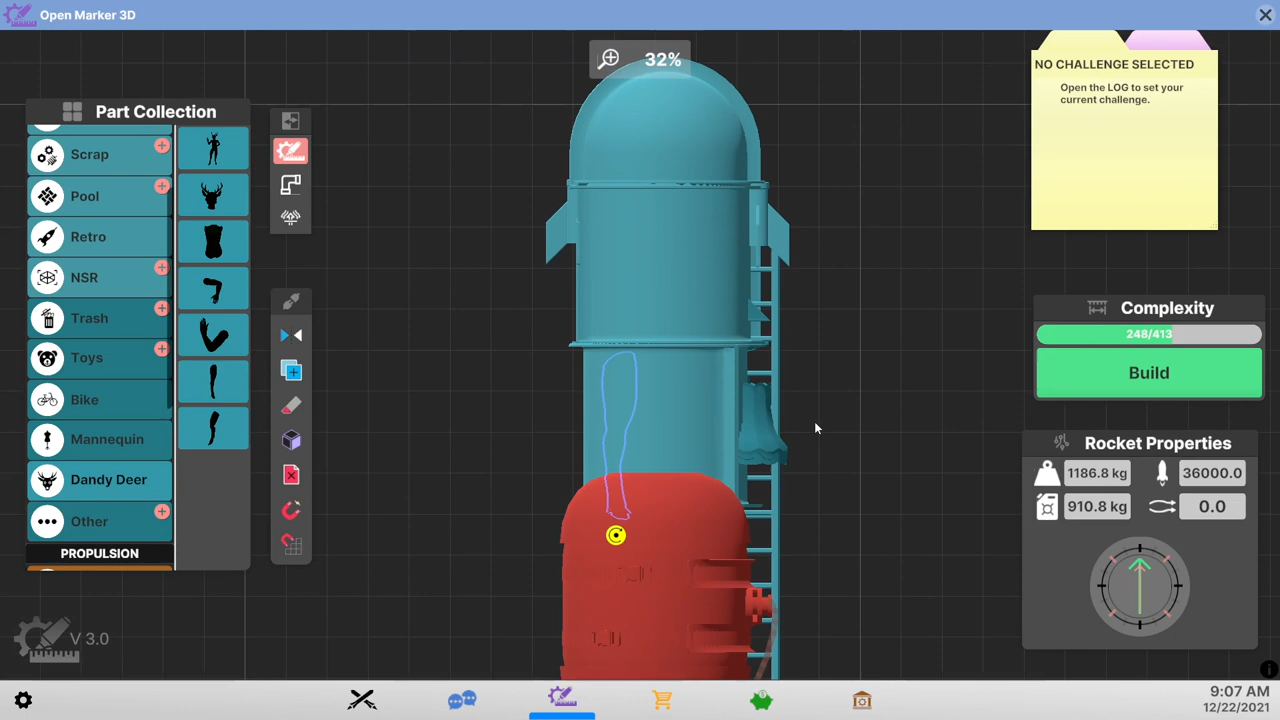 Open Marker 3D
32%
NO CHALLENGE SELECTED
Open the LOG to set your
current challenge.
Part Collection
Scrap
Pool
Retro
NSR
Trash
Toys
Bike
Mannequin
Dandy Deer
Other
PROPULSION
Complexity
248/413
Build
Rocket Properties
1186.8 kg
36000.0
910.8 kg
0.0
V 3.0
9:07 AM
12/22/2021